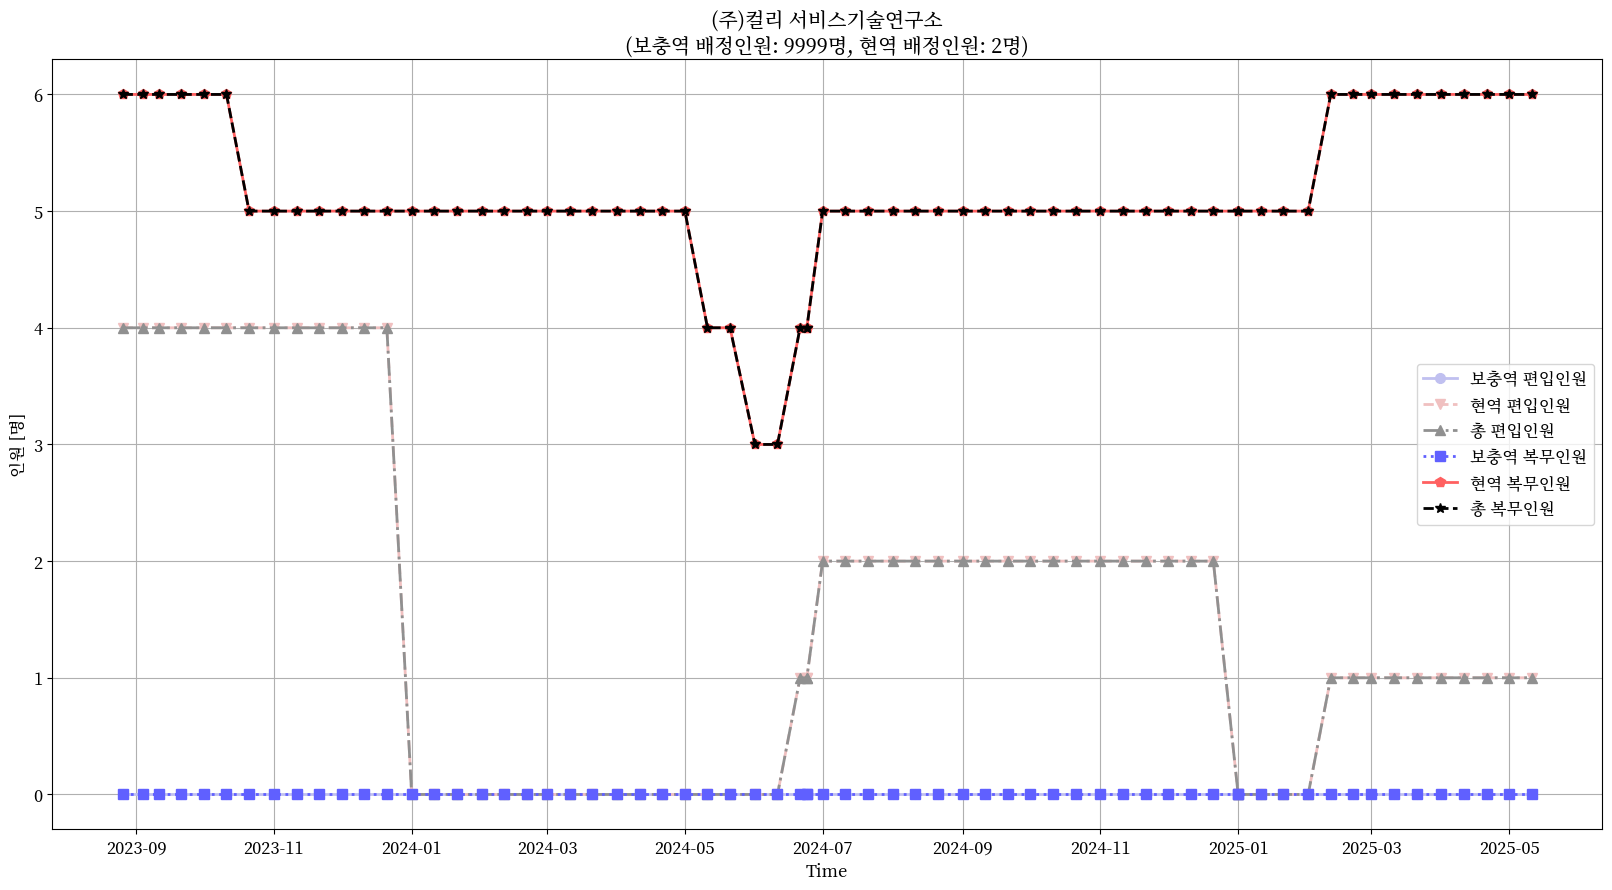 (주)컬리 서비스기술연구소
(보충역 배정인원: 9999명, 현역 배정인원: 2명)
6
5
4
3
2
1
0
인원 [명]
보충역 편입인원
현역 편입인원
총 편입인원
보충역 복무인원
현역 복무인원
총 복무인원
2023-09 2023-11 2024-01 2024-03 2024-05 2024-07 2024-09 2024-11 2025-01 2025-03 2025-05
Time